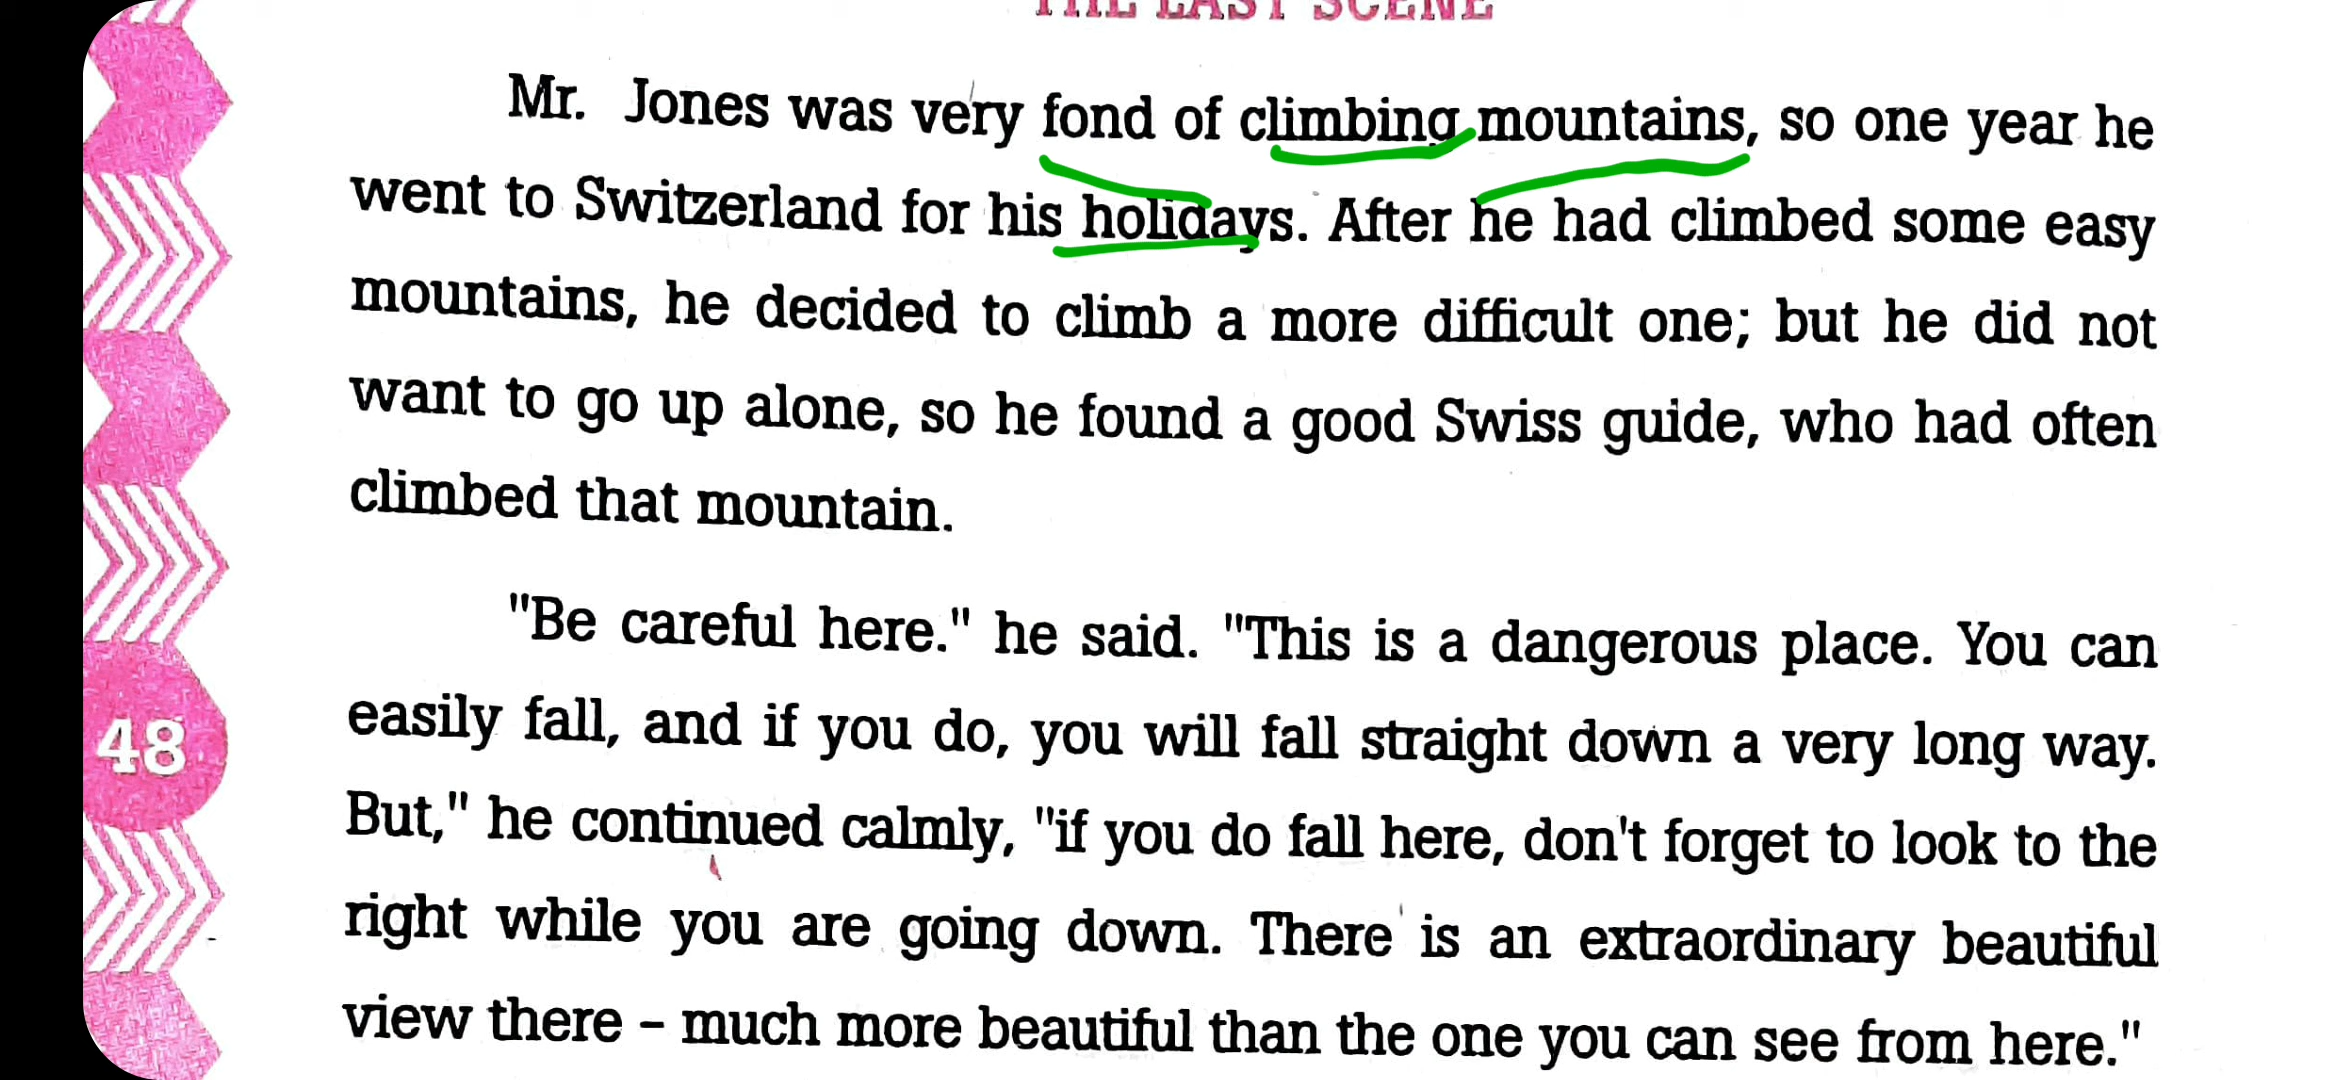 THE LAST SCENE
Mr. Jones was very fond of climbing mountains, so one year he
went to Switzerland for his holidays. After he had climbed some easy
mountains, he decided to climb a more difficult one; but he did not
want to go up alone, so he found a good Swiss guide, who had often
climbed that mountain.
"Be careful here." he said. "This is a dangerous place. You can
easily fall, and if you do, you will fall straight down a very long way.
But," he continued calmly, "if you do fall here, don't forget to look to the
right while you are going down. There is an extraordinary beautiful
view there – much more beautiful than the one you can see from here."
48